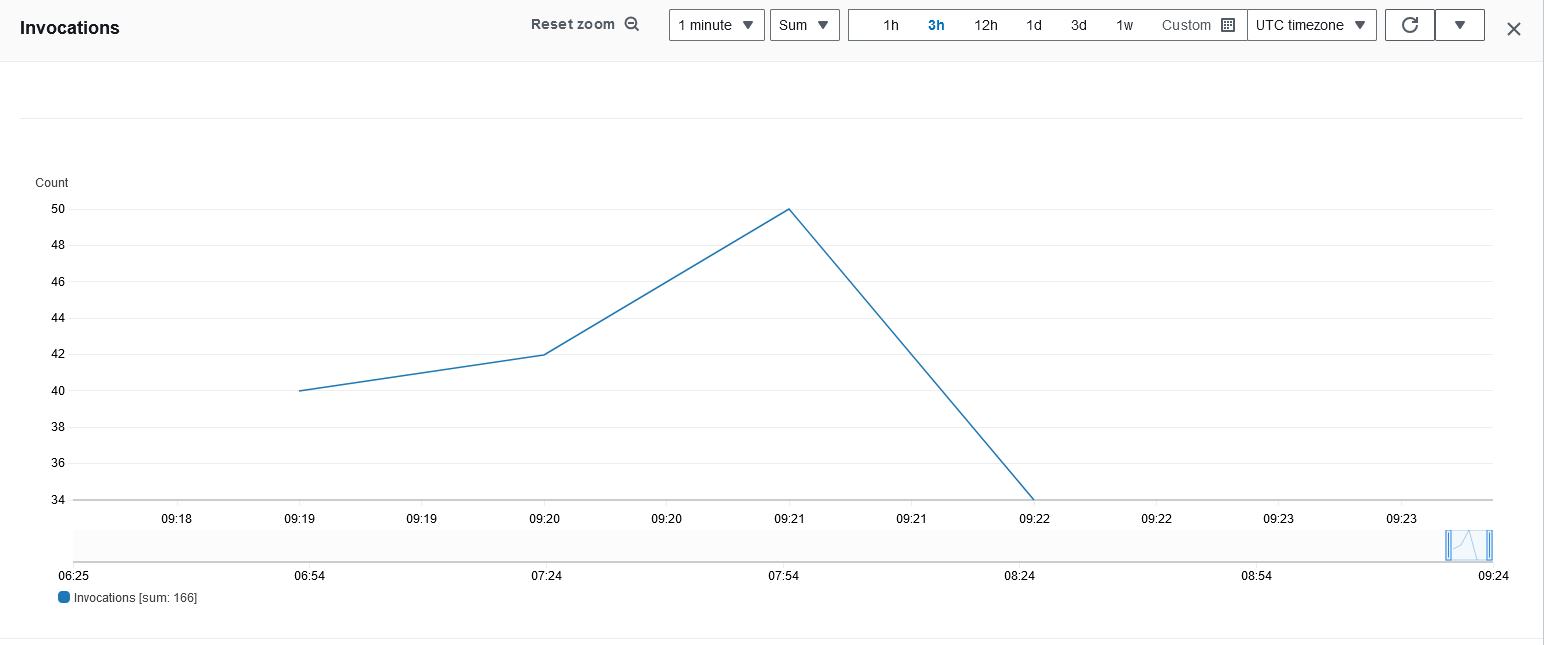 Invocations Reset zoom 1 minute Sum 1h 3h 12h 1d 3d 1w Custom UTC timezone
Count
50
48
46
44
42
40
38
36
34
09:18 09:19 09:19 09:20 09:20 09:21 09:21 09:22 09:22 09:23 09:23
06:25 06:54 07:24 07:54 08:24 08:54 09:24
Invocations [sum: 166]